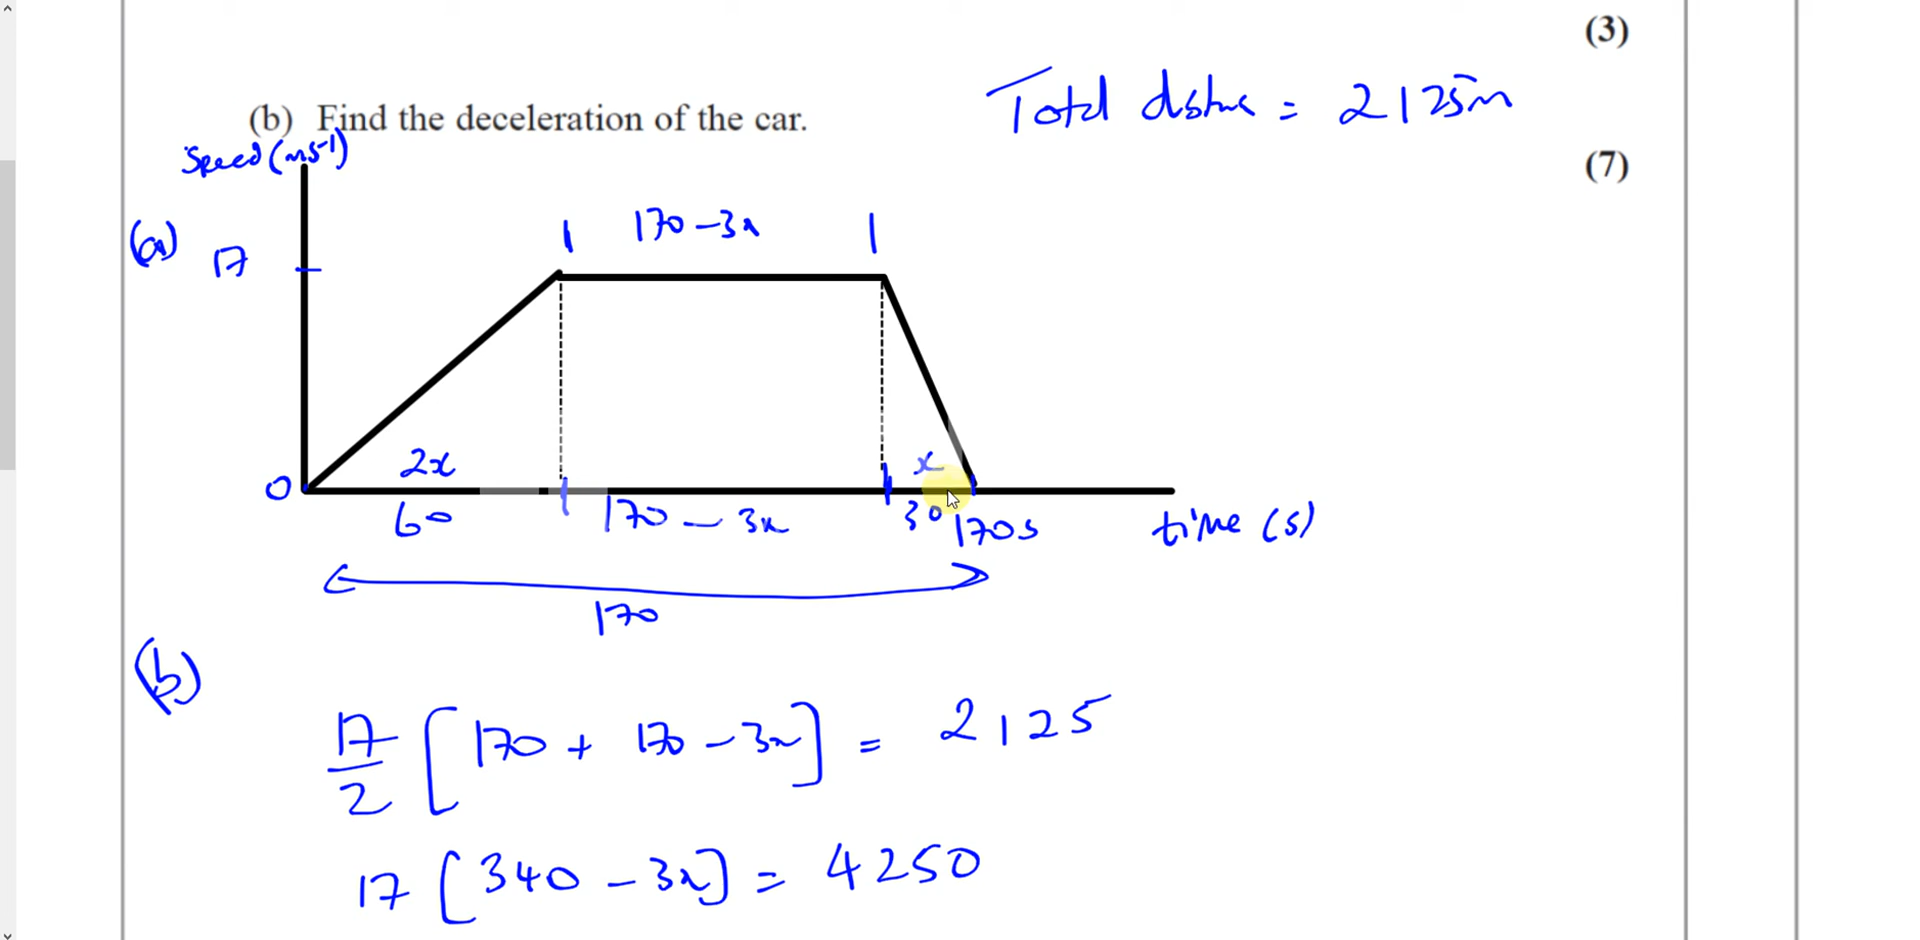 (3)
Total distnc = 2125m
(b) Find the deceleration of the car.
Speed (ms⁻¹)
(7)
(a)
170-3x
17
2x
x
0
60
170-3x
30
170s
time (s)
170
(b)
17/2 [170 + 170-3x] = 2125
17 [340-3x] = 4250